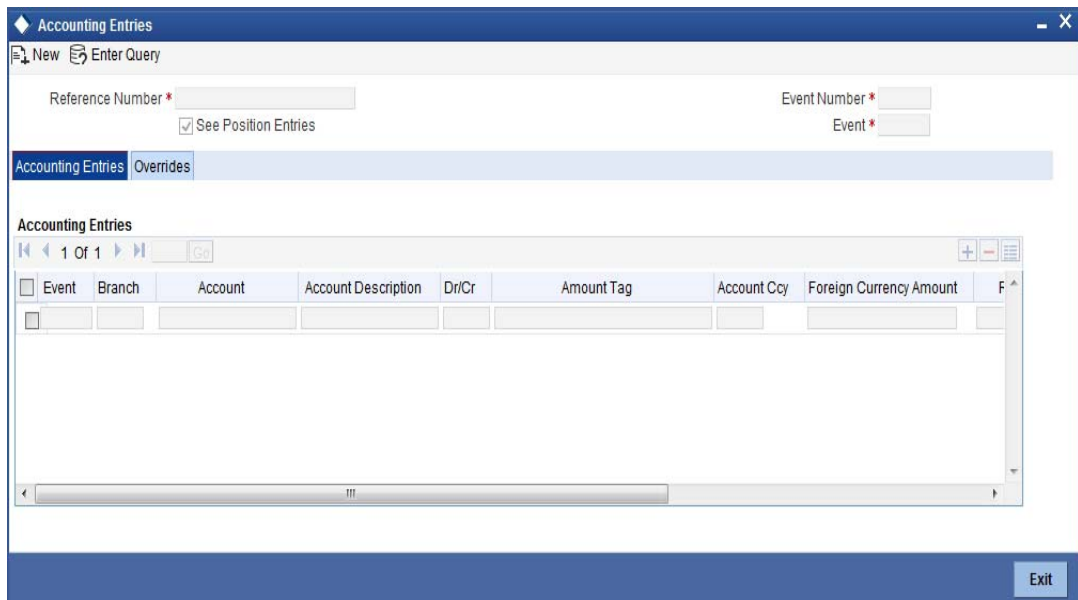 Accounting Entries
New Enter Query
Reference Number * Event Number *
See Position Entries Event *
Accounting Entries Overrides
Accounting Entries
1 Of 1 Go
Event Branch Account Account Description Dr/Cr Amount Tag Account Ccy Foreign Currency Amount
Exit